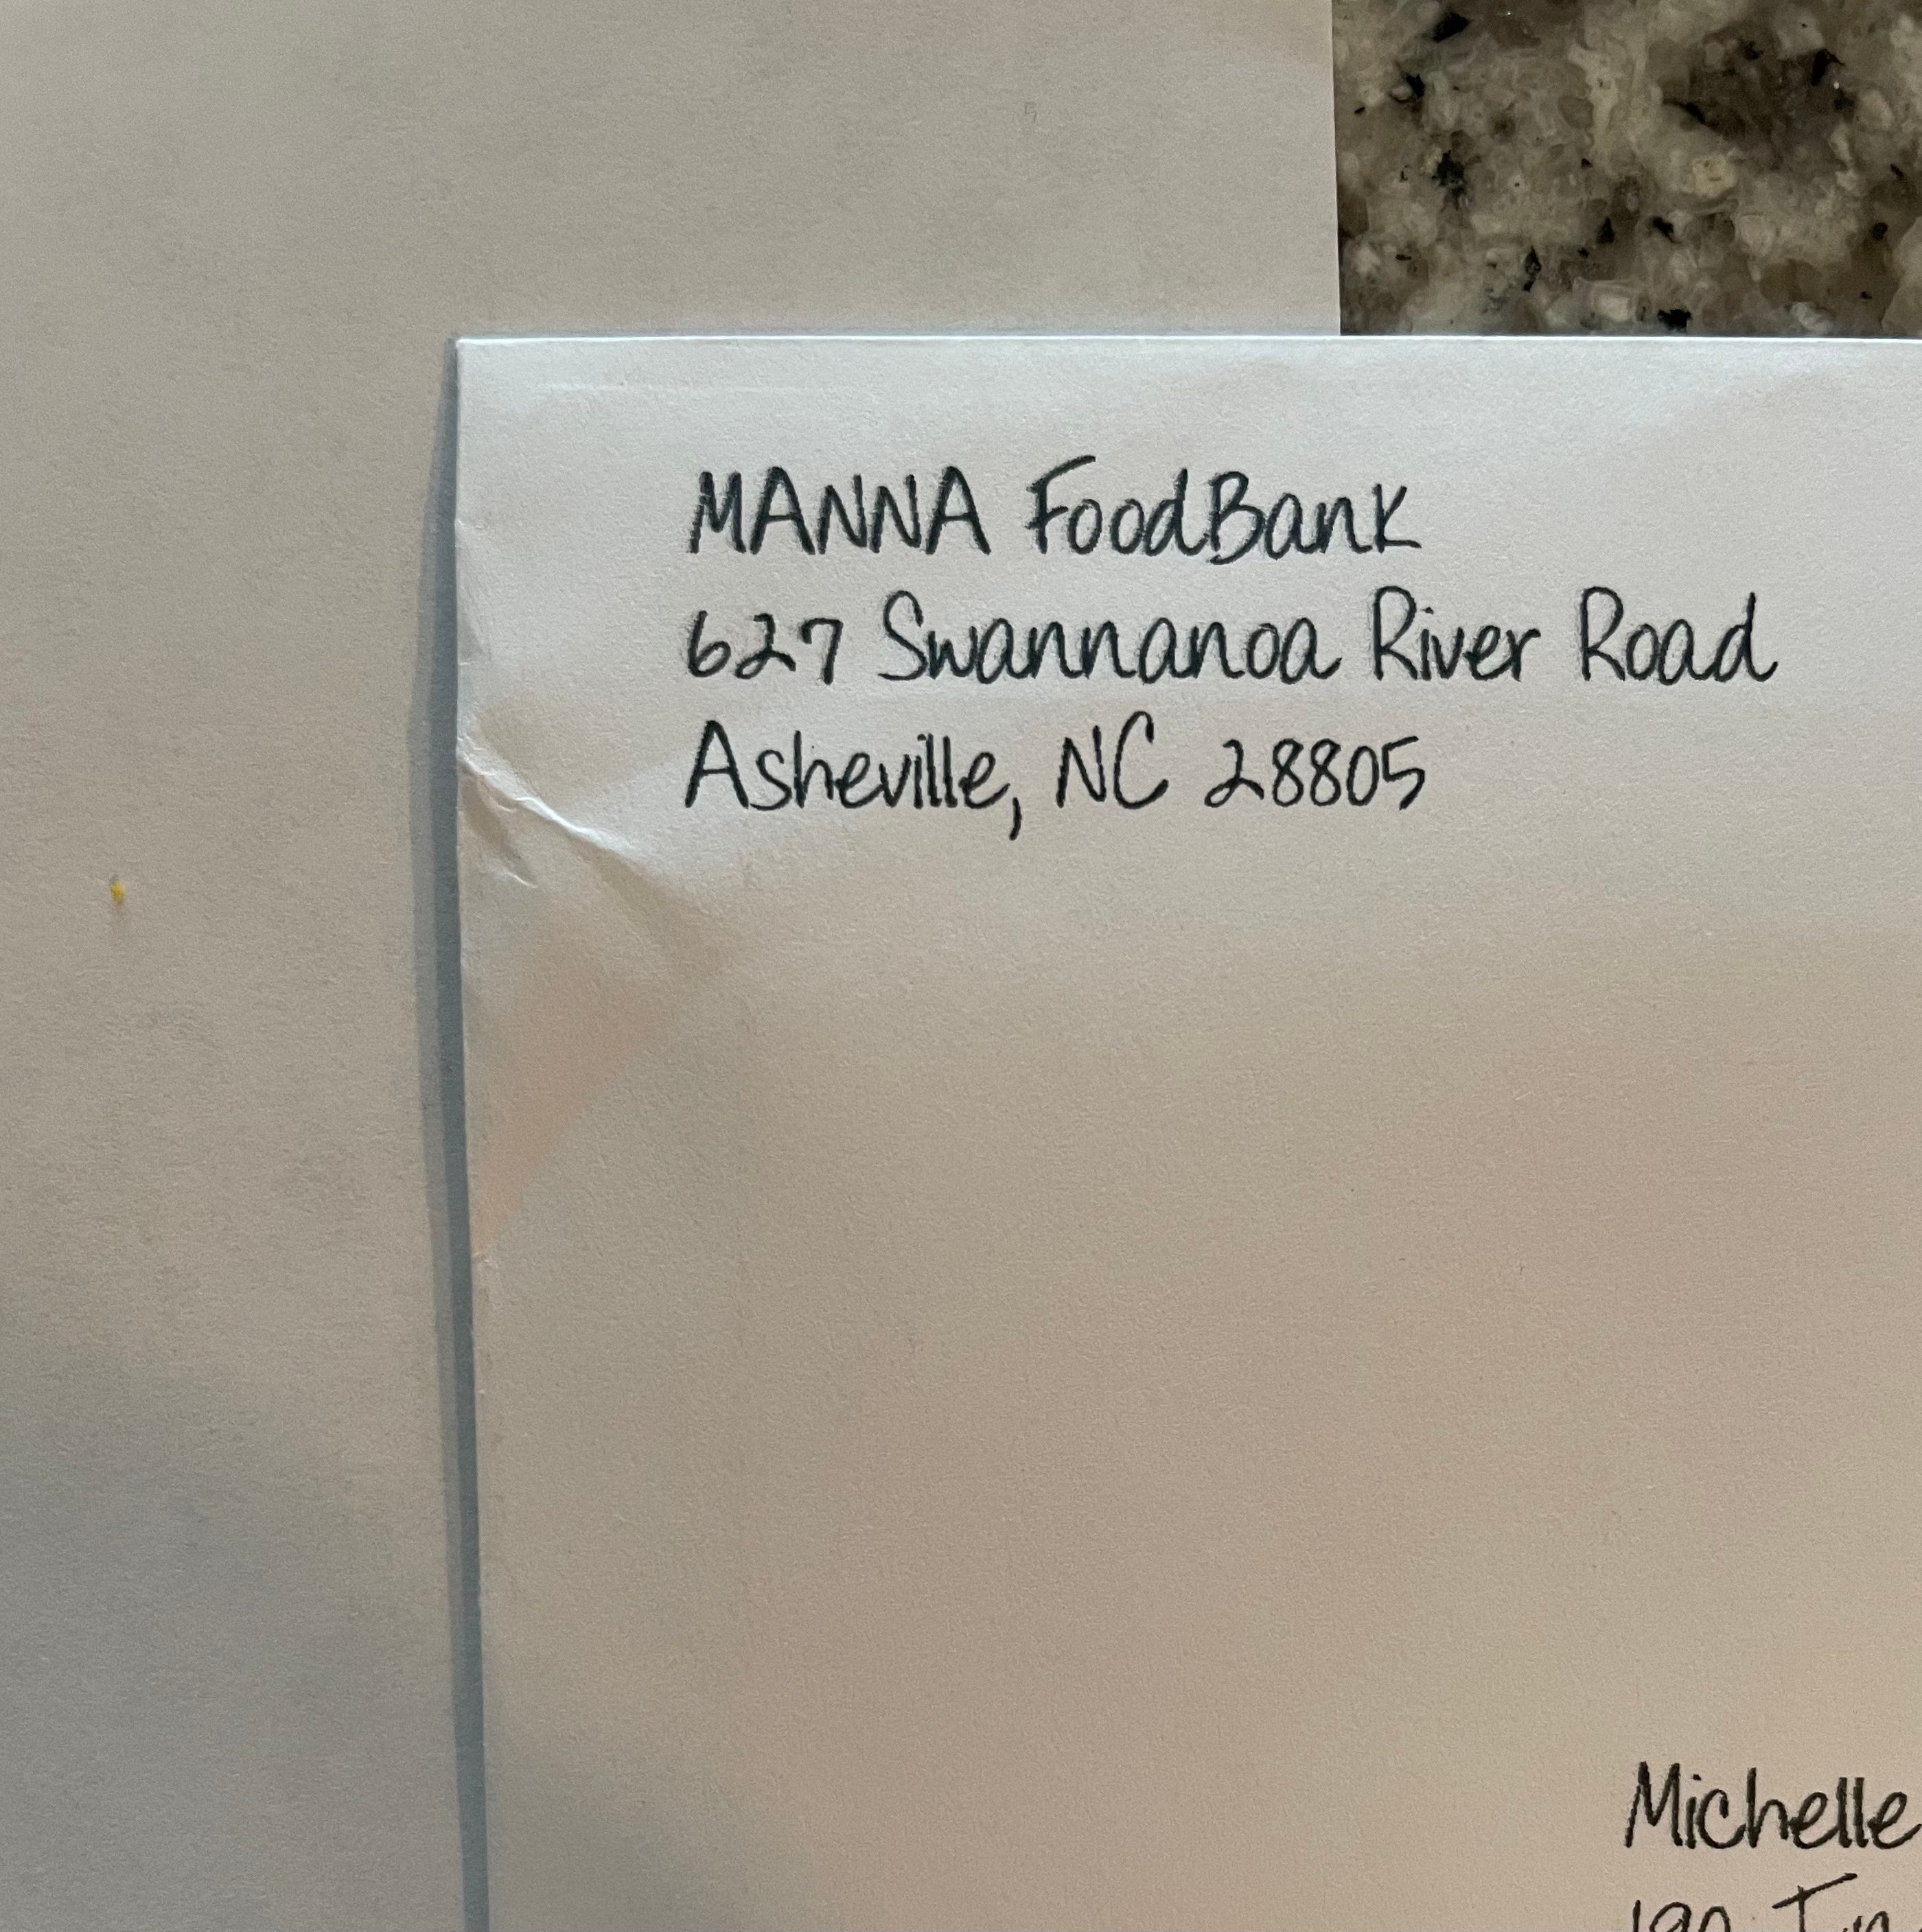 MANNA FoodBank
627 Swannanoa River Road
Asheville, NC 28805
Michelle